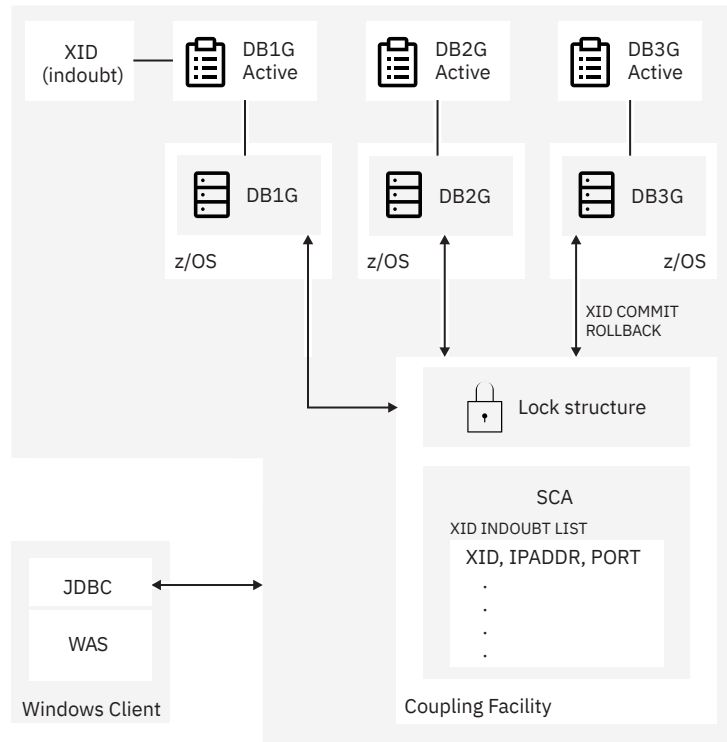 XID
(indoubt)
DB1G
Active
DB2G
Active
DB3G
Active
DB1G
DB2G
DB3G
z/OS
z/OS
z/OS
XID COMMIT
ROLLBACK
Lock structure
SCA
XID INDOUBT LIST
XID, IPADDR, PORT
.
.
.
.
JDBC
WAS
Windows Client
Coupling Facility